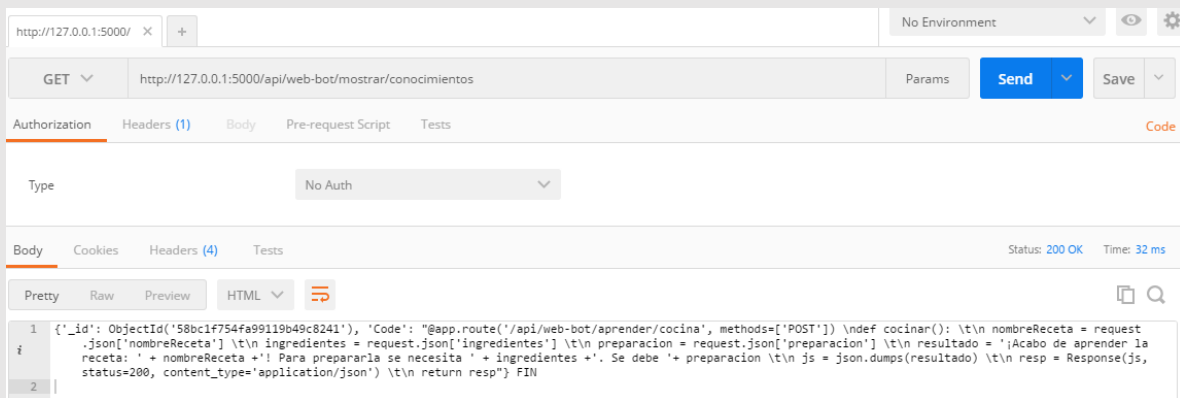 http://127.0.0.1:5000/
No Environment
GET http://127.0.0.1:5000/api/web-bot/mostrar/conocimientos Params Send Save
Authorization Headers (1) Body Pre-request Script Tests Code
Type No Auth
Body Cookies Headers (4) Tests Status: 200 OK Time: 32 ms
Pretty Raw Preview HTML
1 {'_id': ObjectId('58bc1f754fa99119b49c8241'), 'Code': "@app.route('/api/web-bot/aprender/cocina', methods=['POST']) \ndef cocinar(): \t\n nombreReceta = request
i .json['nombreReceta'] \t\n ingredientes = request.json['ingredientes'] \t\n preparacion = request.json['preparacion'] \t\n resultado = '¡Acabo de aprender la
receta: ' + nombreReceta +'! Para prepararla se necesita ' + ingredientes +'. Se debe '+ preparacion \t\n js = json.dumps(resultado) \t\n resp = Response(js,
status=200, content_type='application/json') \t\n return resp"} FIN
2